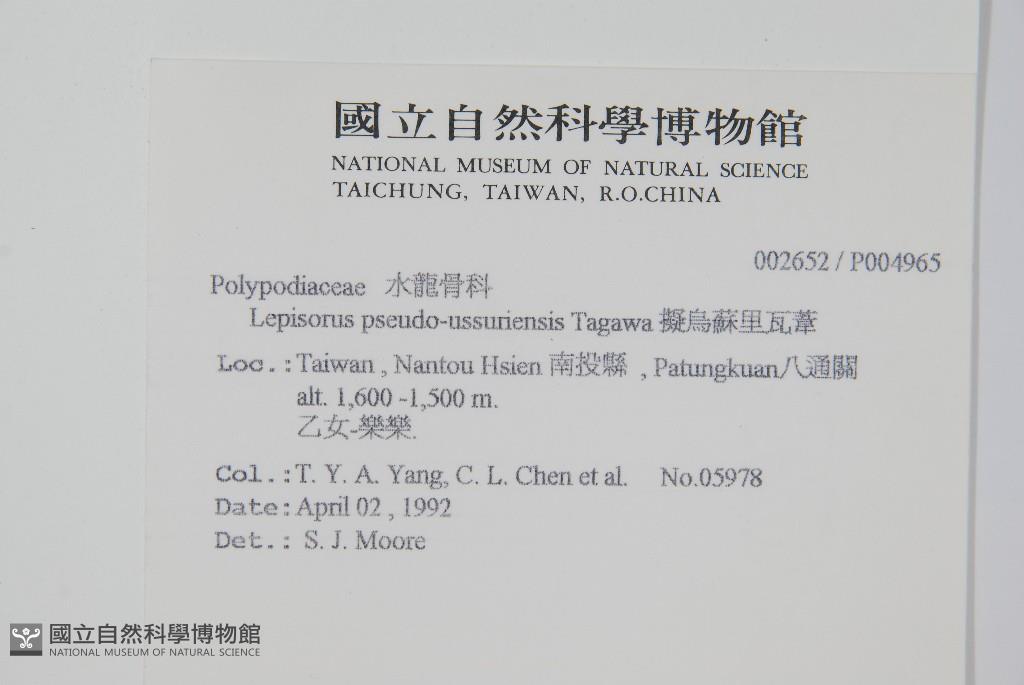 國立自然科學博物館
NATIONAL MUSEUM OF NATURAL SCIENCE
TAICHUNG, TAIWAN, R.O.CHINA
002652 / P004965
Polypodiaceae 水龍骨科
Lepisorus pseudo-ussuriensis Tagawa 擬烏蘇里瓦葦
Loc.:Taiwan , Nantou Hsien 南投縣 , Patungkuan八通關
alt. 1,600 -1,500 m.
乙女-樂樂.
Col.:T. Y. A. Yang, C. L. Chen et al. No.05978
Date:April 02 , 1992
Det.: S. J. Moore
國立自然科學博物館
NATIONAL MUSEUM OF NATURAL SCIENCE